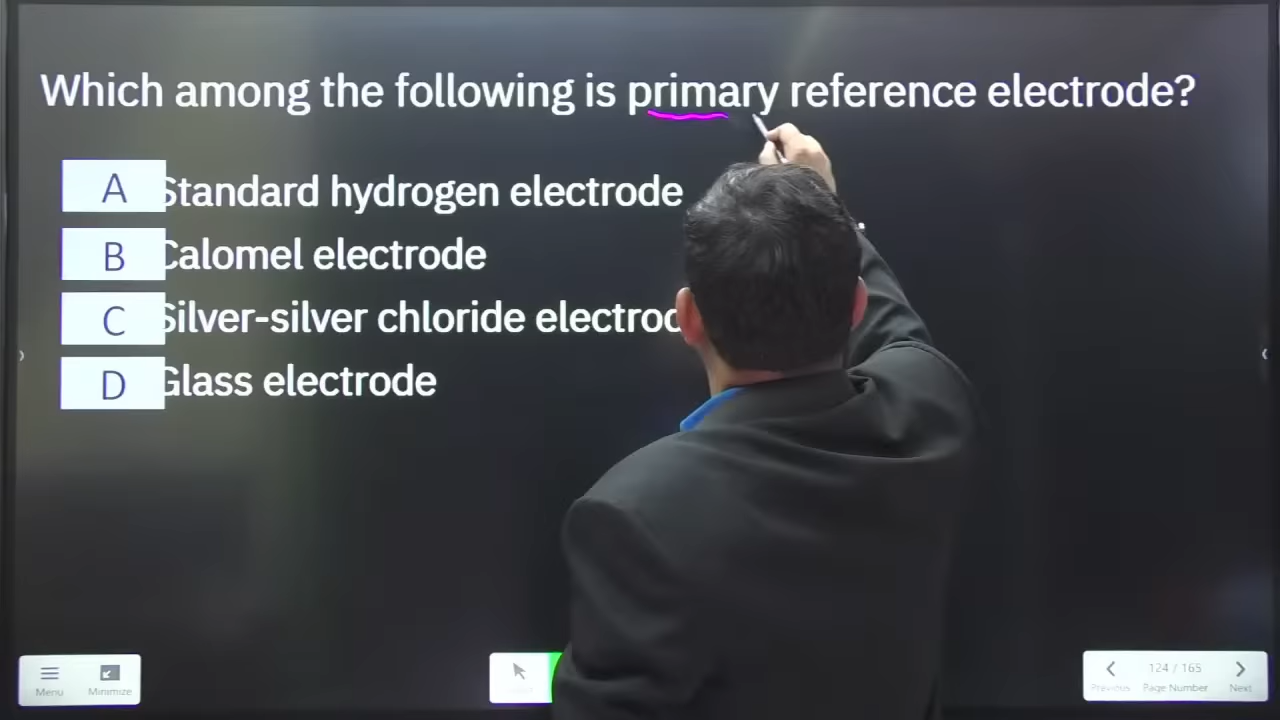 Which among the following is primary reference electrode?
A Standard hydrogen electrode
B Calomel electrode
C Silver-silver chloride
D Glass electrode
Menu
Minimize
124 / 165
Previous
Page Number
Next